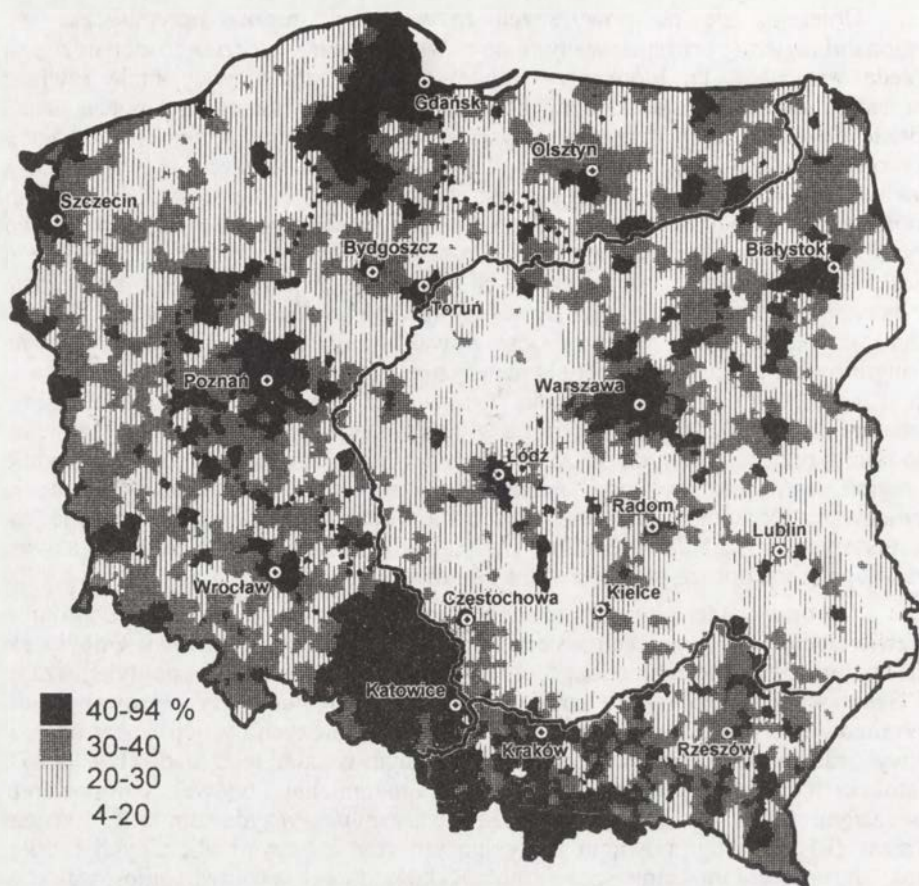 Gdańsk
Olsztyn
Szczecin
Bydgoszcz
Białystok
Toruń
Poznań
Warszawa
Łódź
Radom
Lublin
Wrocław
Częstochowa
Kielce
Katowice
Kraków
Rzeszów
40-94 %
30-40
20-30
4-20